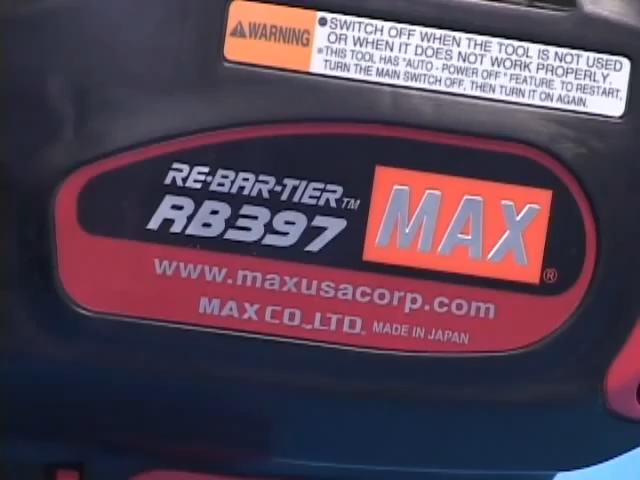 WARNING
•SWITCH OFF WHEN THE TOOL IS NOT USED
OR WHEN IT DOES NOT WORK PROPERLY.
•THIS TOOL HAS "AUTO - POWER OFF" FEATURE. TO RESTART,
TURN THE MAIN SWITCH OFF, THEN TURN IT ON AGAIN.
RE-BAR-TIER™
RB397
MAX®
www.maxusacorp.com
MAX CO.,LTD. MADE IN JAPAN